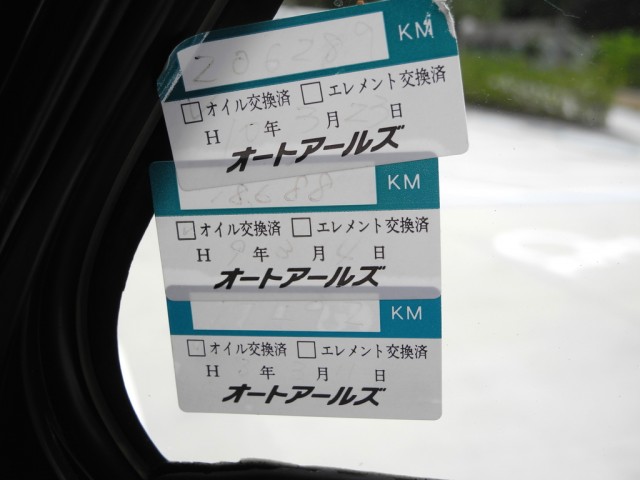 206289 KM
オイル交換済 エレメント交換済
H 年 月 日
オートアールズ
KM
オイル交換済 エレメント交換済
H 年 月 日
オートアールズ
KM
オイル交換済 エレメント交換済
H 年 月 日
オートアールズ